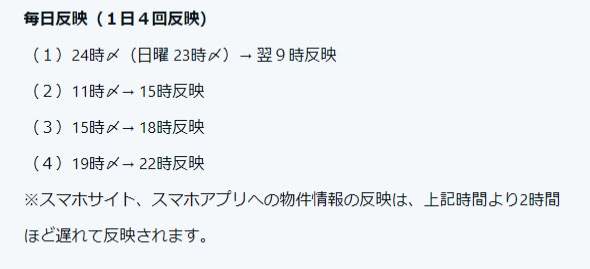 毎日反映（１日４回反映）
（１）24時〆（日曜 23時〆）→ 翌９時反映
（２）11時〆→ 15時反映
（３）15時〆→ 18時反映
（４）19時〆→ 22時反映
※スマホサイト、スマホアプリへの物件情報の反映は、上記時間より2時間
ほど遅れて反映されます。